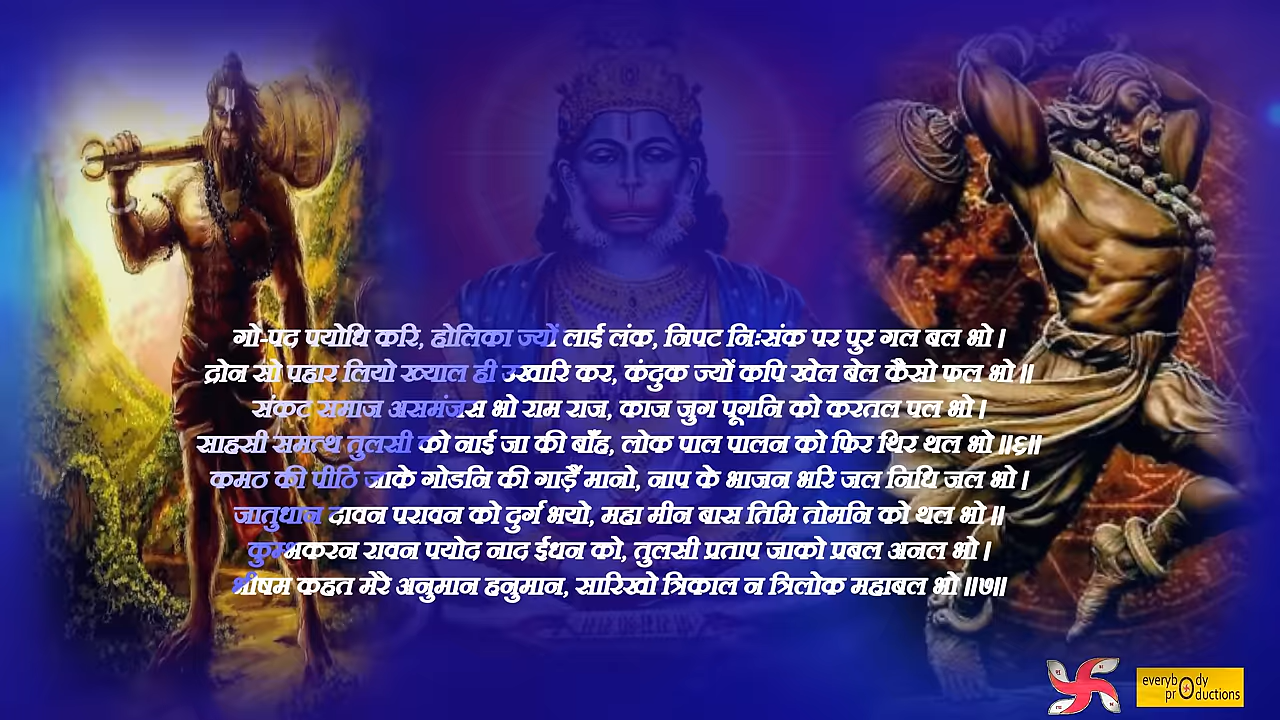 गो-पद पयोधि करि, होलिका ज्यों लाई लंक, निपट निःसंक पर पुर गल बल भो।
द्रोन सो पहार लियो ख्याल ही उखारि कर, कंदुक ज्यों कपि खेल बेल कैसो फल भो॥
संकट समाज असमंजस भो राम राज, काज जुग पूगनि को करतल पल भो।
साहसी समत्थ तुलसी को नाई जा की बाँह, लोक पाल पालन को फिर थिर थल भो॥६॥
कमठ की पीठि जाके गोडनि की गाड़ैं मानो, नाप के भाजन भरि जल निधि जल भो।
जातुधान दावन परावन को दुर्ग भयो, महा मीन बास तिमि तोमनि को थल भो॥
कुम्भकरन रावन पयोद नाद ईधन को, तुलसी प्रताप जाको प्रबल अनल भो।
भीषम कहत मेरे अनुमान हनुमान, सारिखो त्रिकाल न त्रिलोक महाबल भो॥७॥
everybody
productions